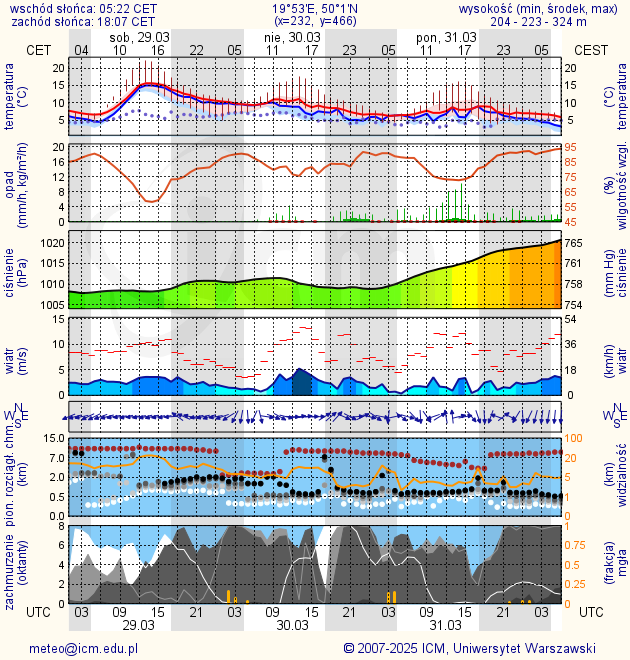 wschód słońca: 05:22 CET 19°53'E, 50°1'N wysokość (min, środek, max)
zachód słońca: 18:07 CET (x=232, y=466) 204 - 223 - 324 m
sob, 29.03 nie, 30.03 pon, 31.03
CET 04 10 16 22 05 11 17 23 05 11 17 23 05 CEST
temperatura (°C) 20 15 10 5 20 15 10 5 temperatura (°C)
opad (mm/h, kg/m²/h) 20 16 12 8 4 0 95 85 75 65 55 45 (%) wilgotność wzgl.
ciśnienie (hPa) 1020 1015 1010 1005 765 761 758 754 (mm Hg) ciśnienie
wiatr (m/s) 15 10 5 0 54 36 18 0 (km/h) wiatr
N W E S N W E S
pion. rozciągł. chm. (km) 15.0 7.0 2.0 0.5 0.0 100 20 5 1 0 (km) widzialność
zachmurzenie (oktanty) 8 6 4 2 0 1 0.75 0.5 0.25 0 (frakcja) mgła
UTC 03 09 15 21 03 09 15 21 03 09 15 21 03 UTC
29.03 30.03 31.03
meteo@icm.edu.pl © 2007-2025 ICM, Uniwersytet Warszawski